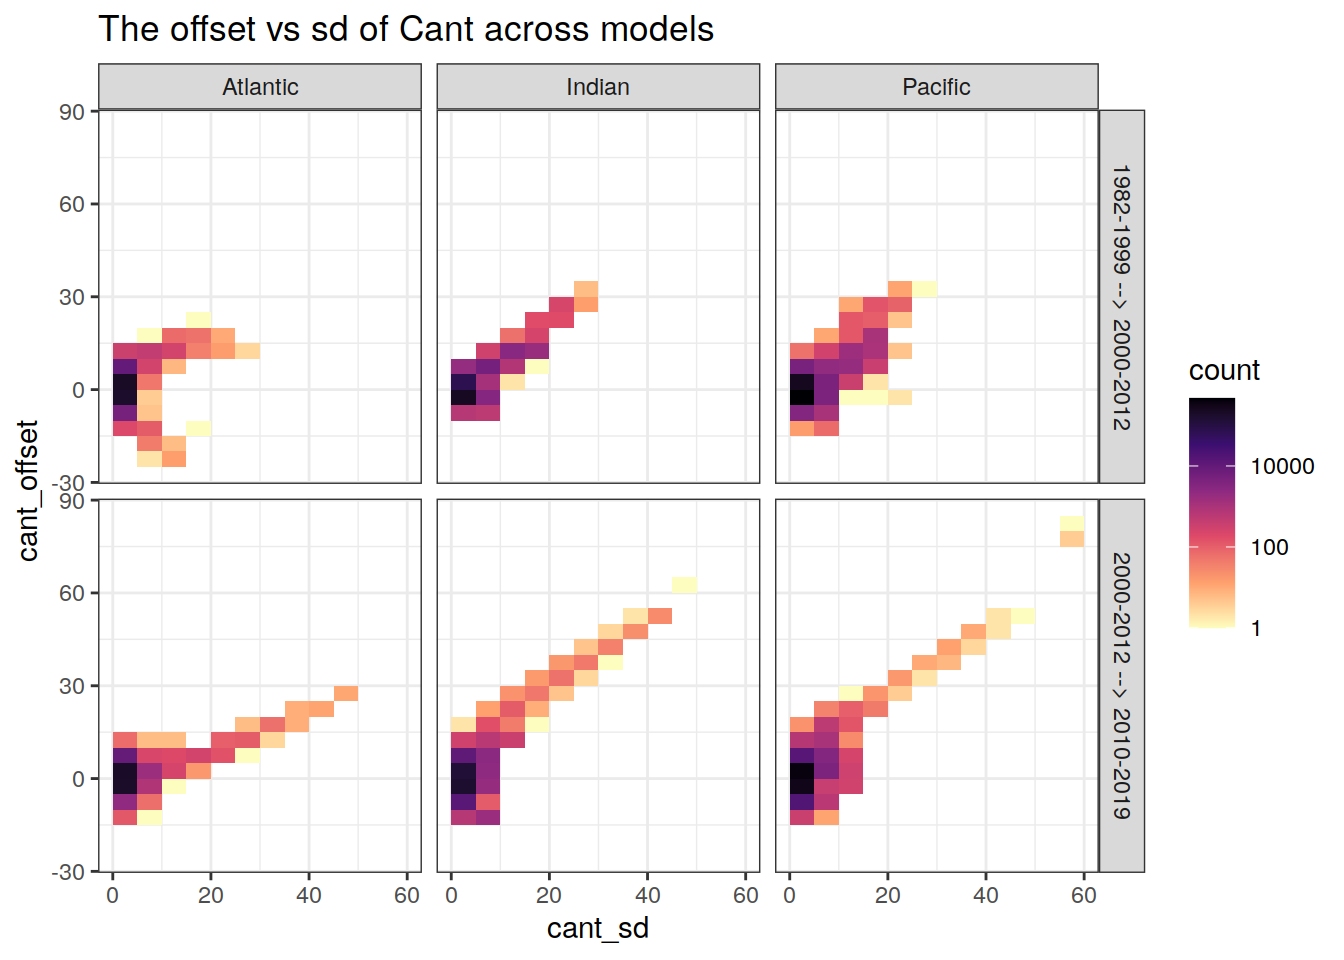 The offset vs sd of Cant across models
Atlantic
Indian
Pacific
90
60
30
0
-30
1982-1999 --> 2000-2012
90
60
30
0
-30
2000-2012 --> 2010-2019
cant_offset
0 20 40 60
0 20 40 60
0 20 40 60
cant_sd
count
10000
100
1